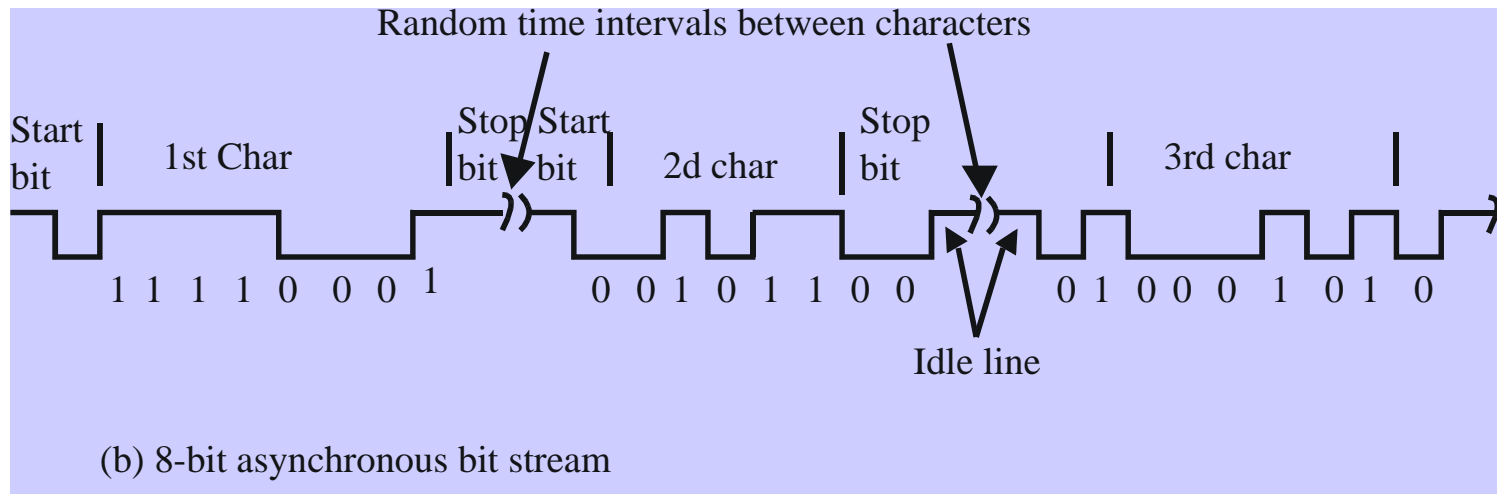 Random time intervals between characters
Start
bit
1st Char
Stop
bit
Start
bit
2d char
Stop
bit
3rd char
1 1 1 1 0 0 0 1
0 0 1 0 1 1 0 0
0 1 0 0 0 1 0 1 0
Idle line
(b) 8-bit asynchronous bit stream